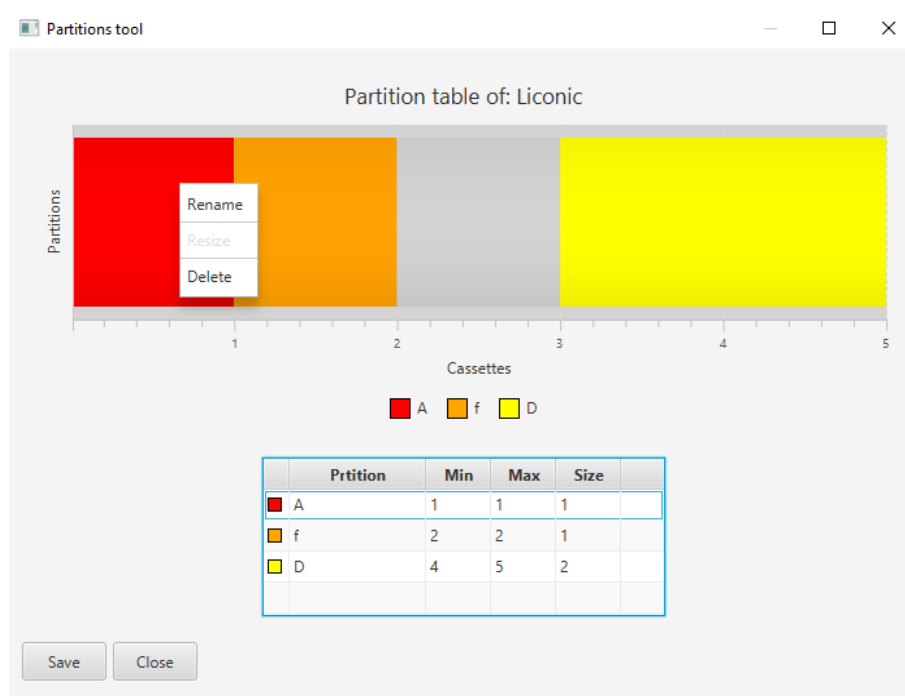 Partitions tool
Partition table of: Liconic
Partitions
Rename
Resize
Delete
1 2 3 4 5
Cassettes
A f D
Prtition Min Max Size
A 1 1 1
f 2 2 1
D 4 5 2
Save Close